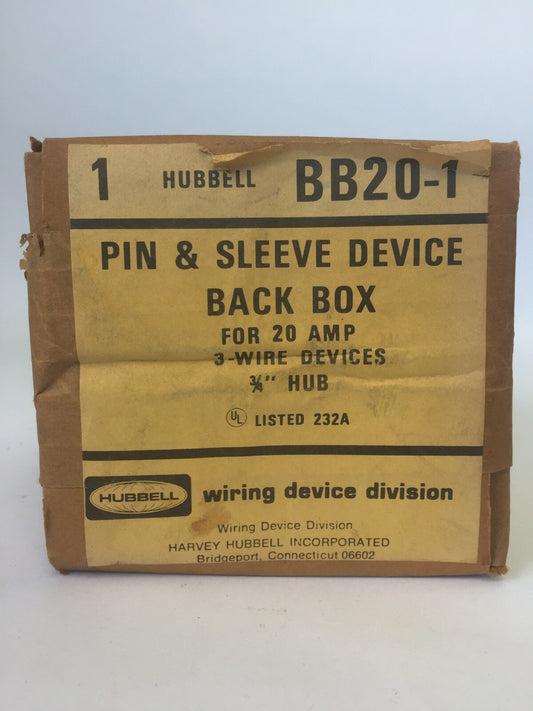 1 HUBBELL BB20-1
PIN & SLEEVE DEVICE
BACK BOX
FOR 20 AMP
3-WIRE DEVICES
¾" HUB
UL LISTED 232A
HUBBELL wiring device division
Wiring Device Division
HARVEY HUBBELL INCORPORATED
Bridgeport, Connecticut 06602